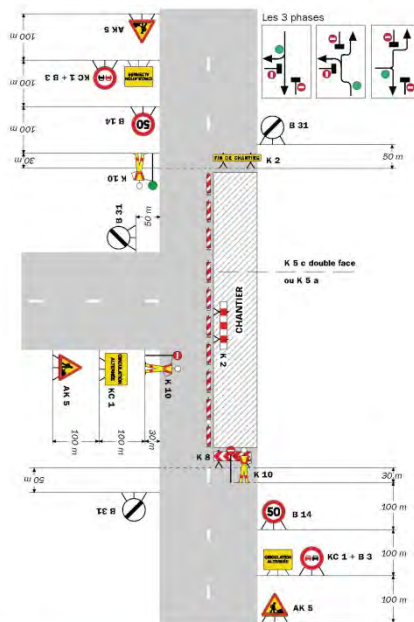 Les 3 phases
AK 5
100 m
KC 1 + B 3
CIRCULATION
ALTERNÉE
100 m
B 14
50
100 m
K 10
30 m
B 31
50 m
B 31
FIN DE CHANTIER
K 2
50 m
K 5 c double face
ou K 5 a
CHANTIER
K 2
AK 5
KC 1
CIRCULATION
ALTERNÉE
K 10
100 m
100 m
30 m
K 8
K 10
30 m
50 m
B 31
50
B 14
100 m
CIRCULATION
ALTERNÉE
KC 1 + B 3
100 m
AK 5
100 m